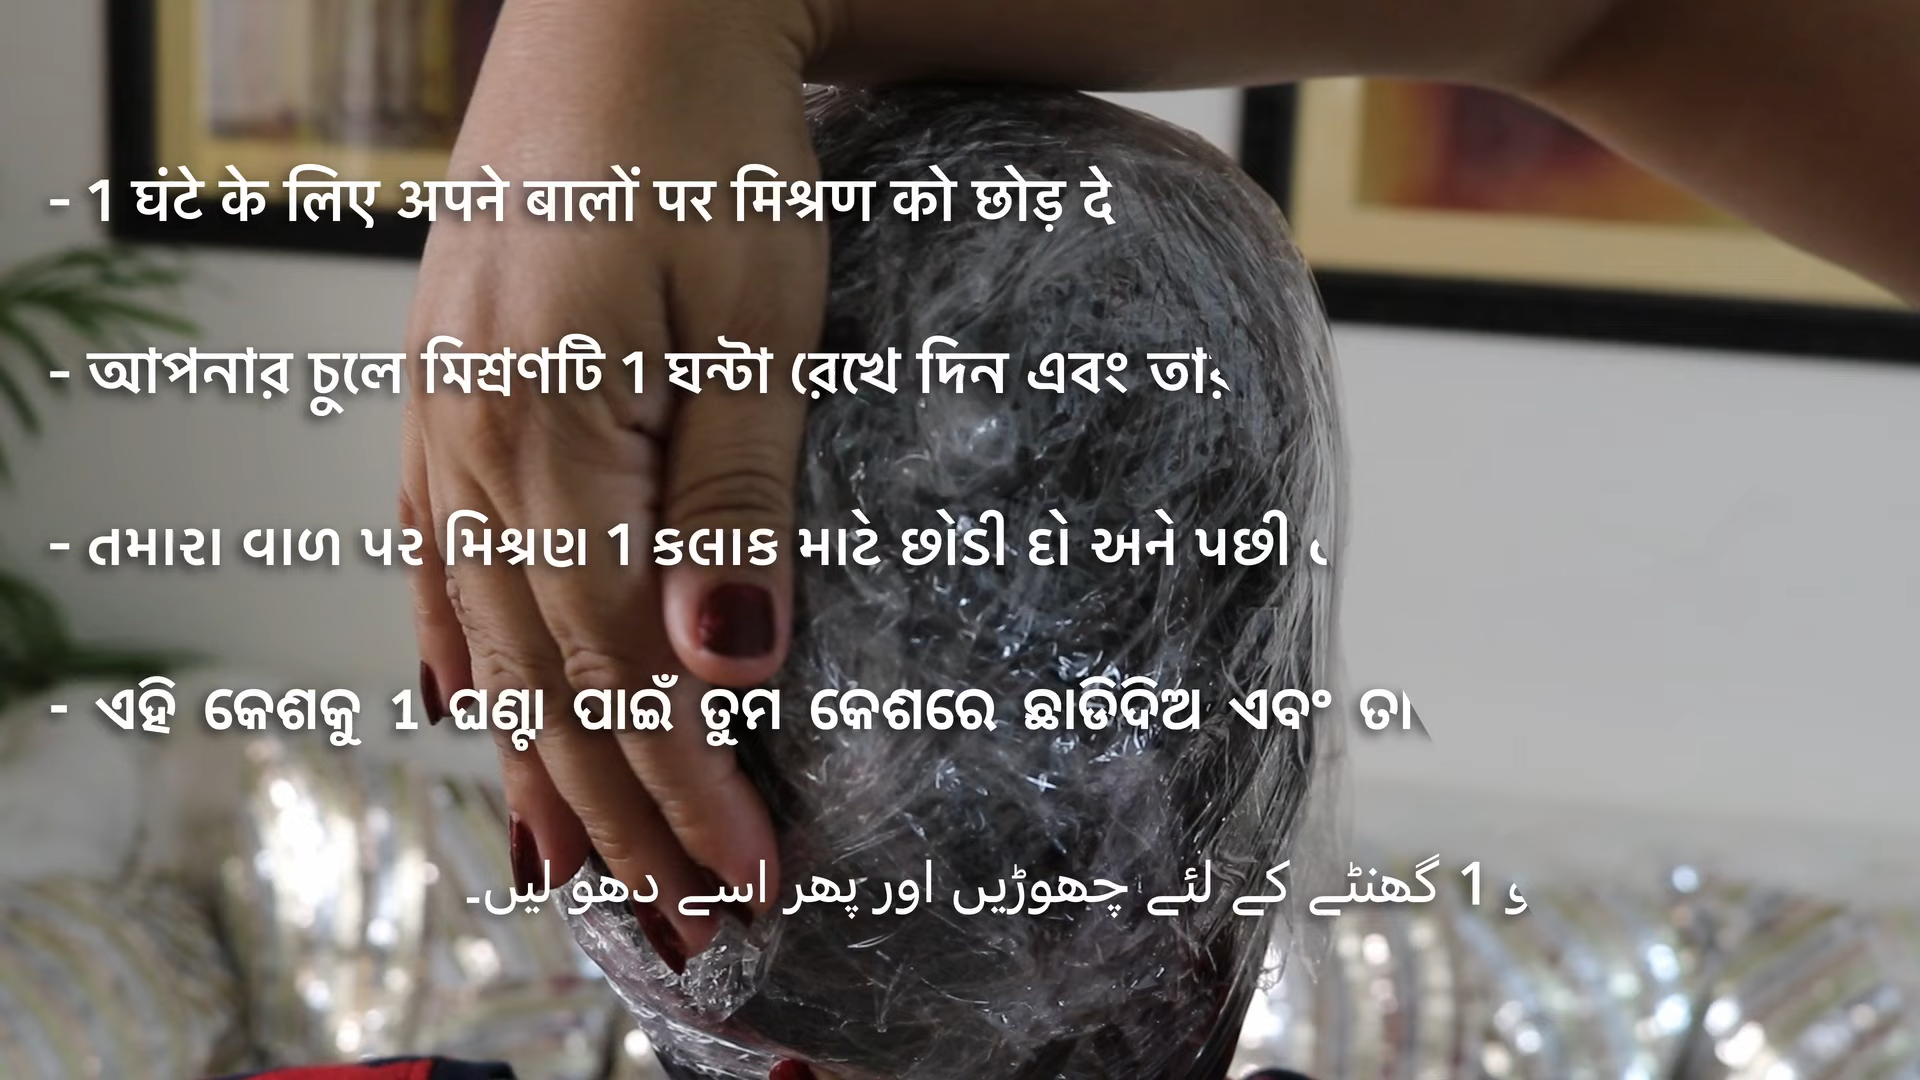 - 1 घंटे के लिए अपने बालों पर मिश्रण को छोड़ दे
- আপনার চুলে মিশ্রণটি 1 ঘন্টা রেখে দিন এবং
- તમારા વાળ પર મિશ્રણ 1 કલાક માટે છોડી દો અને પછી
- ଏହି କେଶକୁ 1 ଘଣ୍ଟା ପାଇଁ ତୁମ କେଶରେ ଛାଡିଦିଅ ଏବଂ
1 گھنٹے کے لئے چھوڑیں اور پھر اسے دھو لیں۔